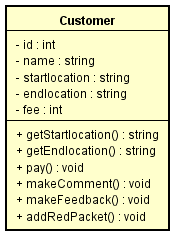 Customer
- id : int
- name : string
- startlocation : string
- endlocation : string
- fee : int
+ getStartlocation() : string
+ getEndlocation() : string
+ pay() : void
+ makeComment() : void
+ makeFeedback() : void
+ addRedPacket() : void